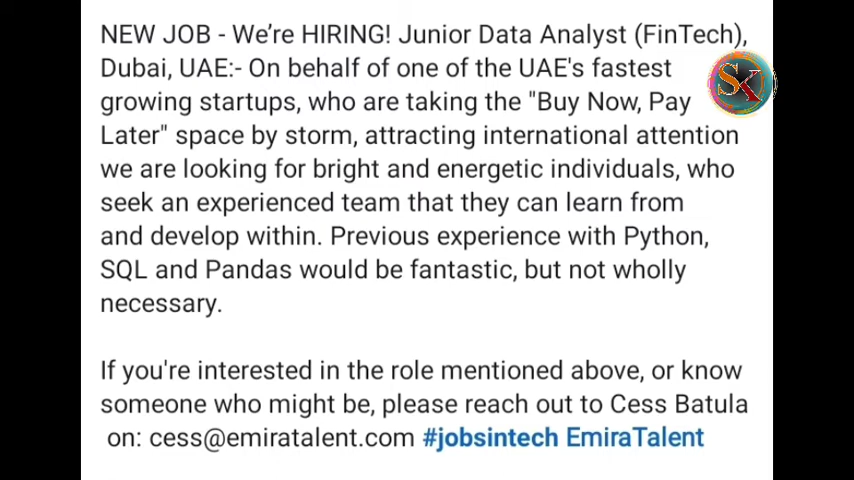 NEW JOB - We’re HIRING! Junior Data Analyst (FinTech),
Dubai, UAE:- On behalf of one of the UAE's fastest
growing startups, who are taking the "Buy Now, Pay
Later" space by storm, attracting international attention
we are looking for bright and energetic individuals, who
seek an experienced team that they can learn from
and develop within. Previous experience with Python,
SQL and Pandas would be fantastic, but not wholly
necessary.
If you're interested in the role mentioned above, or know
someone who might be, please reach out to Cess Batula
on: cess@emiratalent.com #jobsintech EmiraTalent
SK